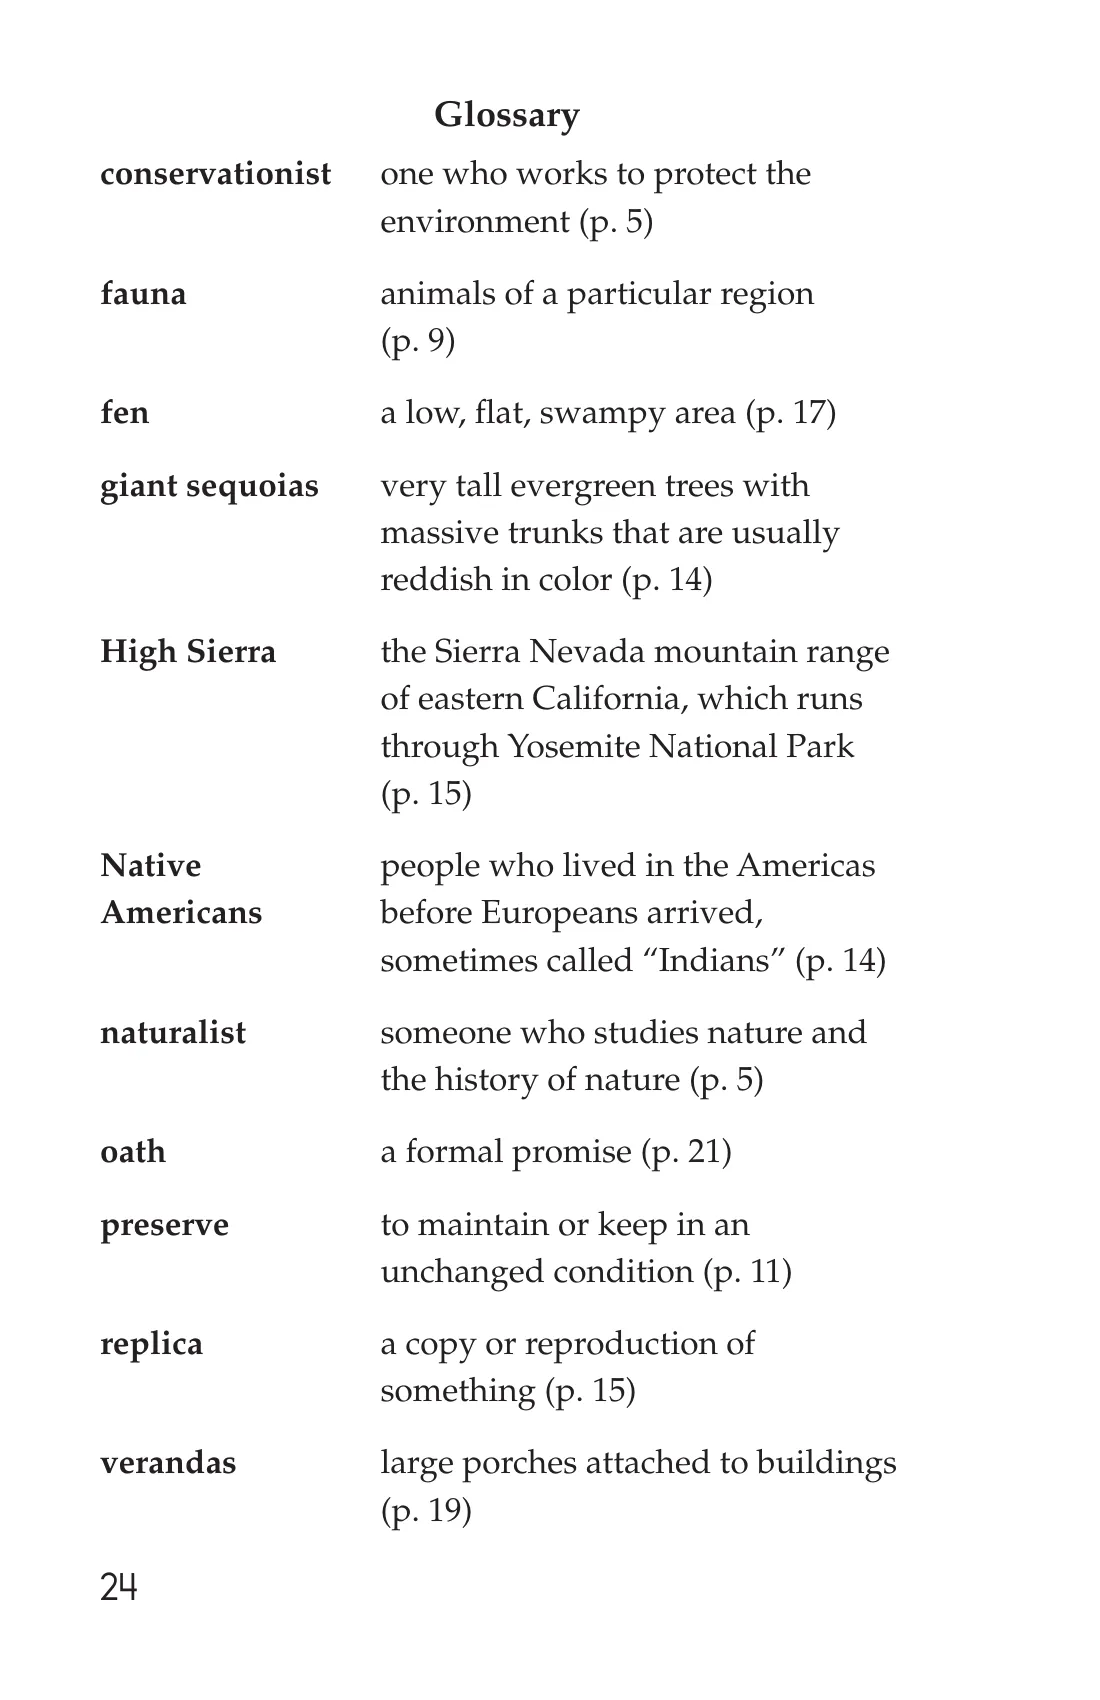 Glossary
conservationist one who works to protect the
environment (p. 5)
fauna animals of a particular region
(p. 9)
fen a low, flat, swampy area (p. 17)
giant sequoias very tall evergreen trees with
massive trunks that are usually
reddish in color (p. 14)
High Sierra the Sierra Nevada mountain range
of eastern California, which runs
through Yosemite National Park
(p. 15)
Native people who lived in the Americas
Americans before Europeans arrived,
sometimes called “Indians” (p. 14)
naturalist someone who studies nature and
the history of nature (p. 5)
oath a formal promise (p. 21)
preserve to maintain or keep in an
unchanged condition (p. 11)
replica a copy or reproduction of
something (p. 15)
verandas large porches attached to buildings
(p. 19)
24